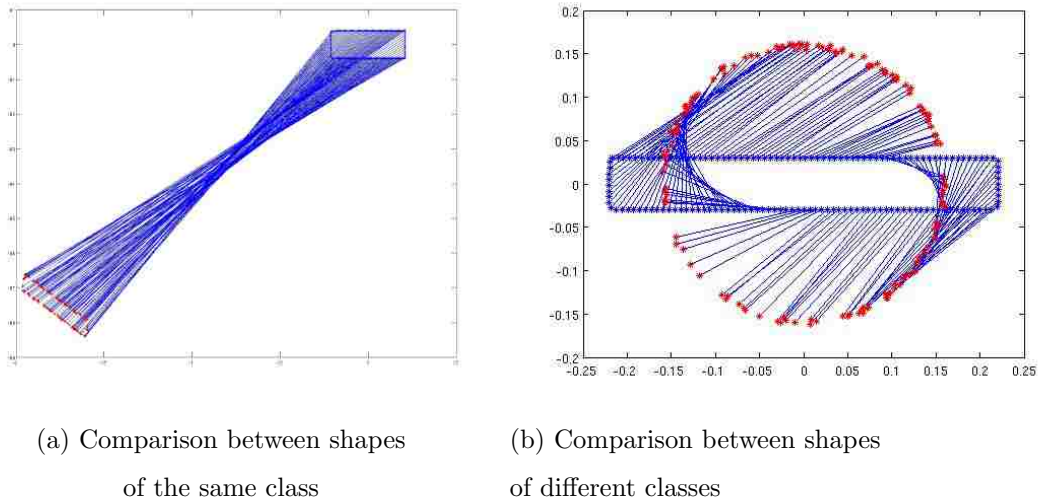 0.2
0.15
0.1
0.05
0
-0.05
-0.1
-0.15
-0.2
-0.25 -0.2 -0.15 -0.1 -0.05 0 0.05 0.1 0.15 0.2 0.25
(a) Comparison between shapes
of the same class
(b) Comparison between shapes
of different classes